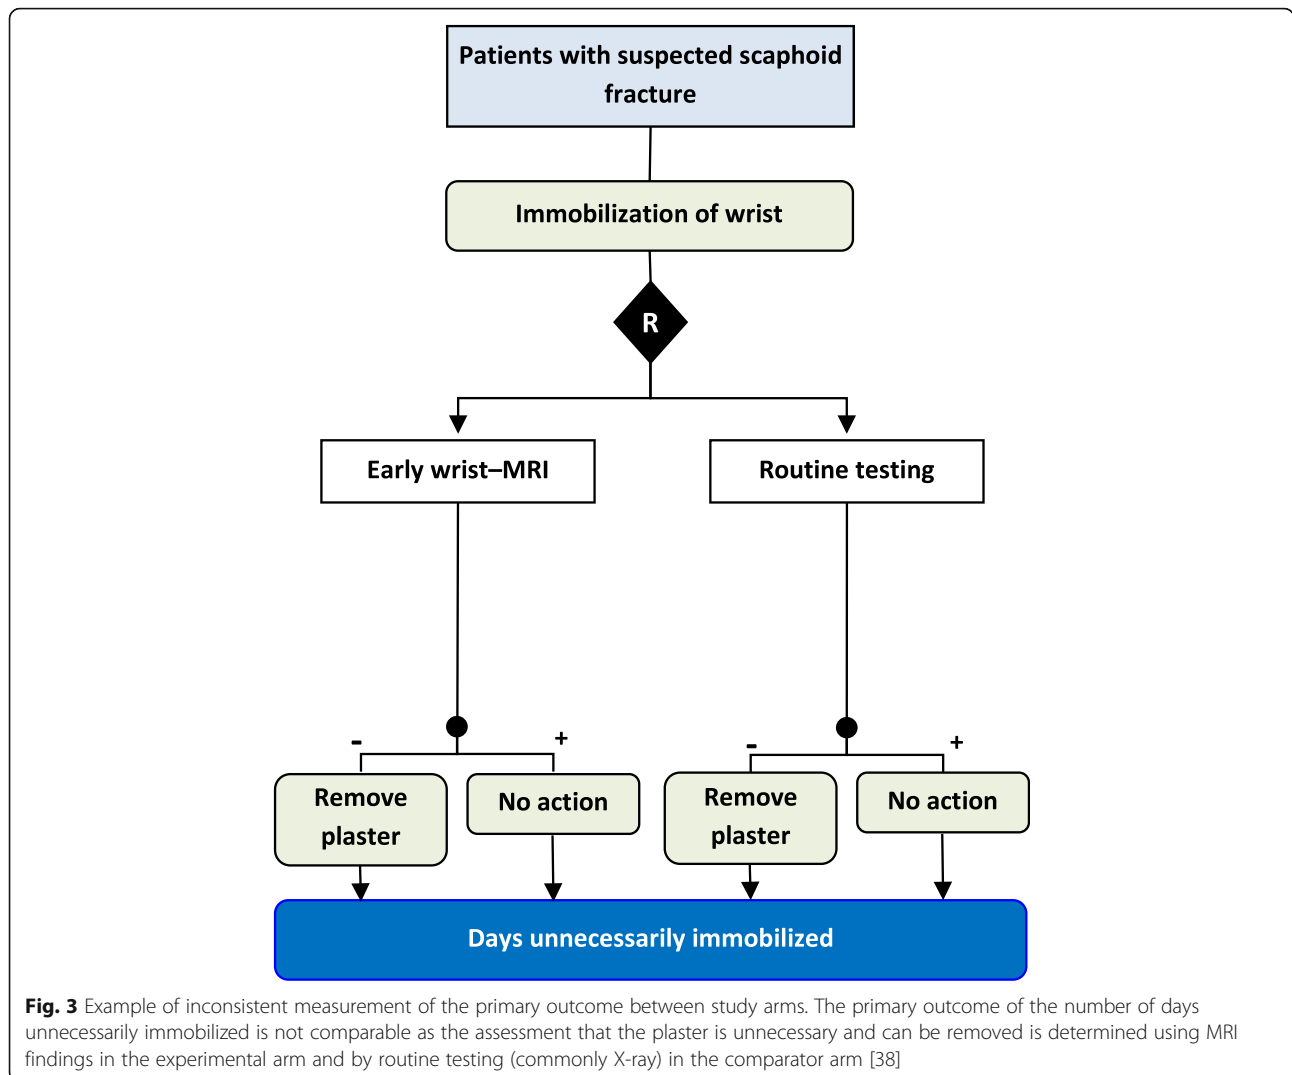 Patients with suspected scaphoid
fracture
Immobilization of wrist
R
Early wrist–MRI
Routine testing
- + - +
Remove
plaster
No action
Remove
plaster
No action
Days unnecessarily immobilized
Fig. 3 Example of inconsistent measurement of the primary outcome between study arms. The primary outcome of the number of days
unnecessarily immobilized is not comparable as the assessment that the plaster is unnecessary and can be removed is determined using MRI
findings in the experimental arm and by routine testing (commonly X-ray) in the comparator arm [38]